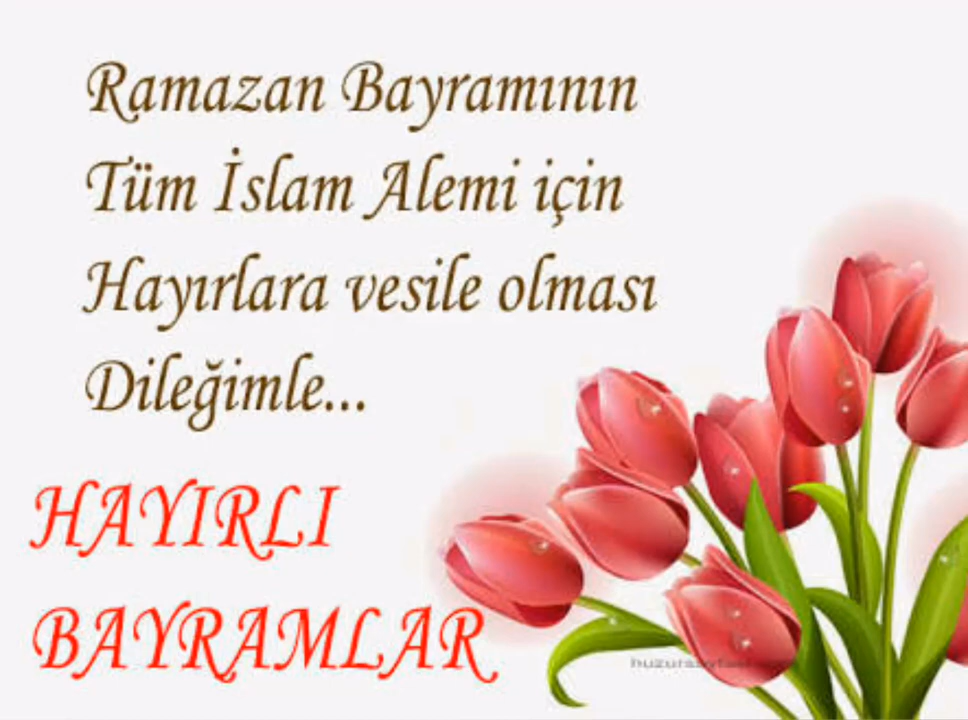 Ramazan Bayramının
Tüm İslam Alemi için
Hayırlara vesile olması
Dileğimle...
HAYIRLI
BAYRAMLAR